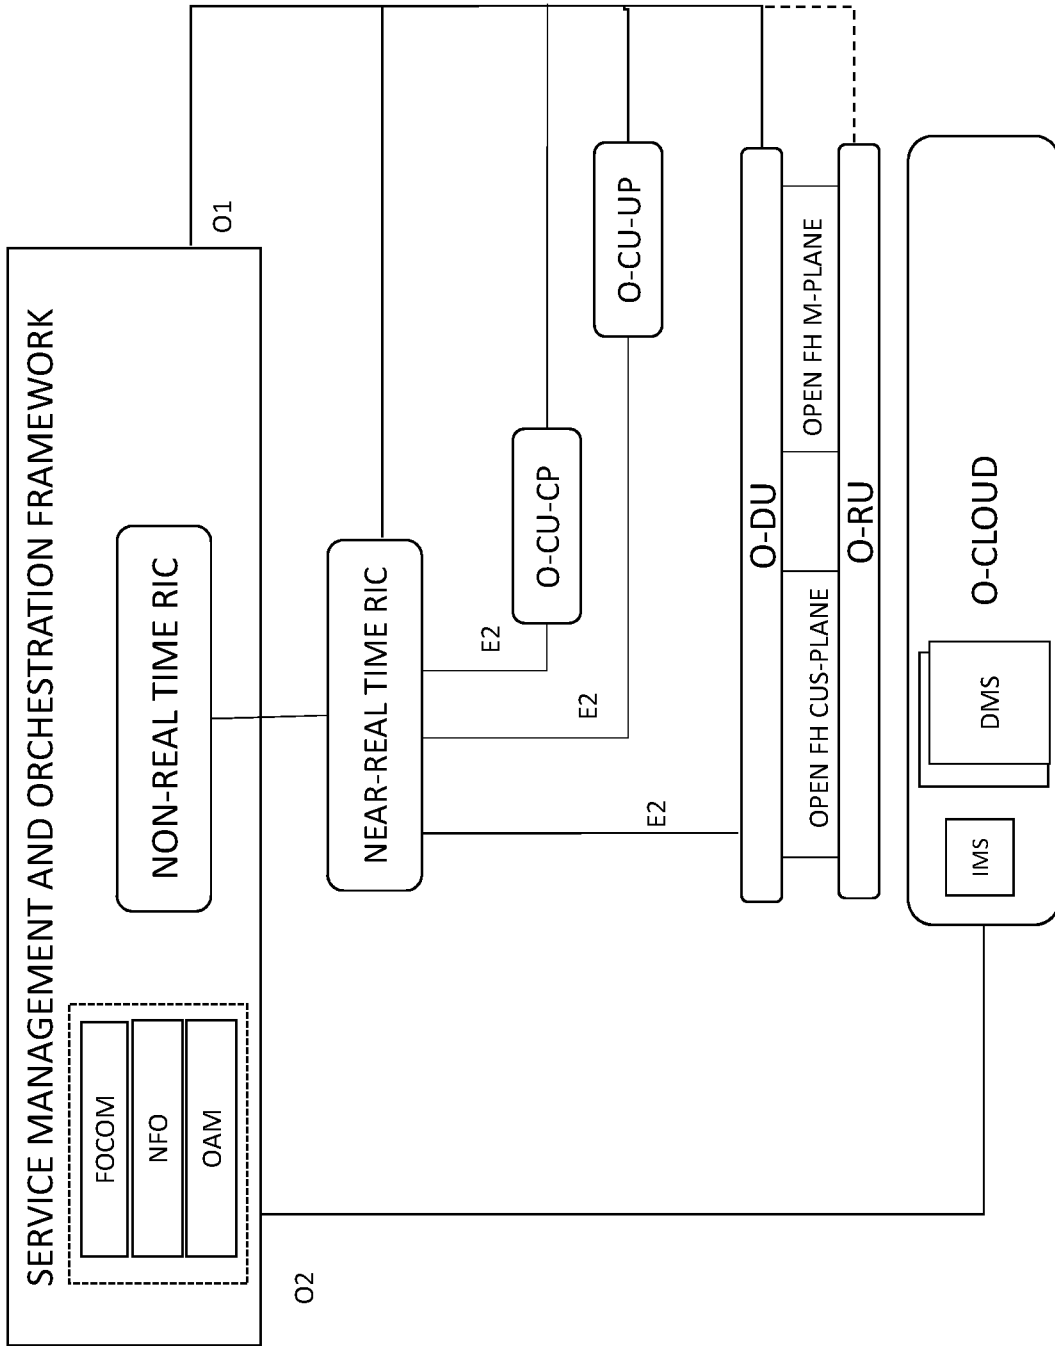 SERVICE MANAGEMENT AND ORCHESTRATION FRAMEWORK
FOCOM
NFO
OAM
NON-REAL TIME RIC
O1
O2
NEAR-REAL TIME RIC
E2
O-CU-CP
E2
O-CU-UP
E2
O-DU
OPEN FH CUS-PLANE
OPEN FH M-PLANE
O-RU
IMS
DMS
O-CLOUD